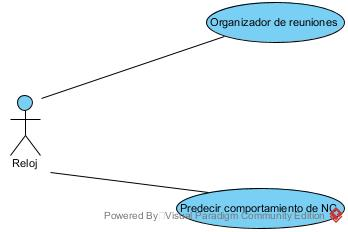 Organizador de reuniones
Reloj
Predecir comportamiento de NC
Powered By Visual Paradigm Community Edition